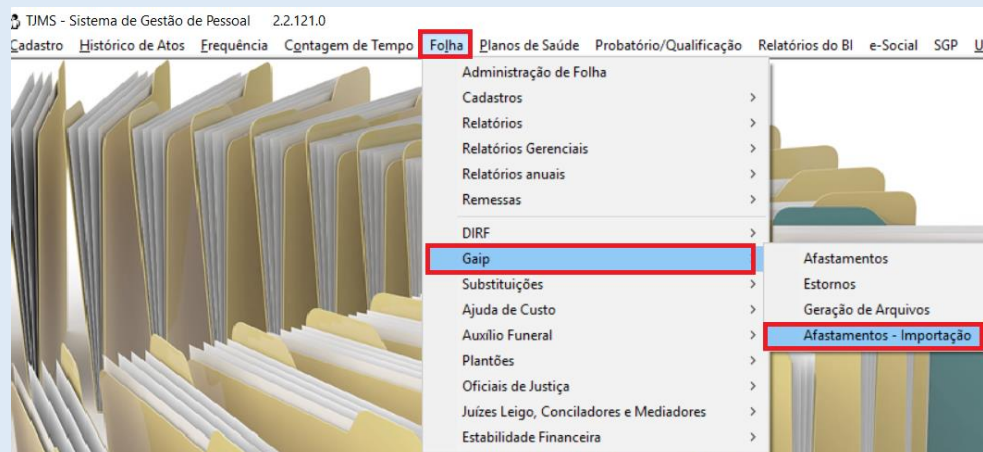 TJMS - Sistema de Gestão de Pessoal 2.2.121.0
Cadastro Histórico de Atos Frequência Contagem de Tempo Folha Planos de Saúde Probatório/Qualificação Relatórios do BI e-Social SGP U
Administração de Folha
Cadastros
Relatórios
Relatórios Gerenciais
Relatórios anuais
Remessas
DIRF
Gaip
Substituições
Ajuda de Custo
Auxílio Funeral
Plantões
Oficiais de Justiça
Juízes Leigo, Conciladores e Mediadores
Estabilidade Financeira
Afastamentos
Estornos
Geração de Arquivos
Afastamentos - Importação